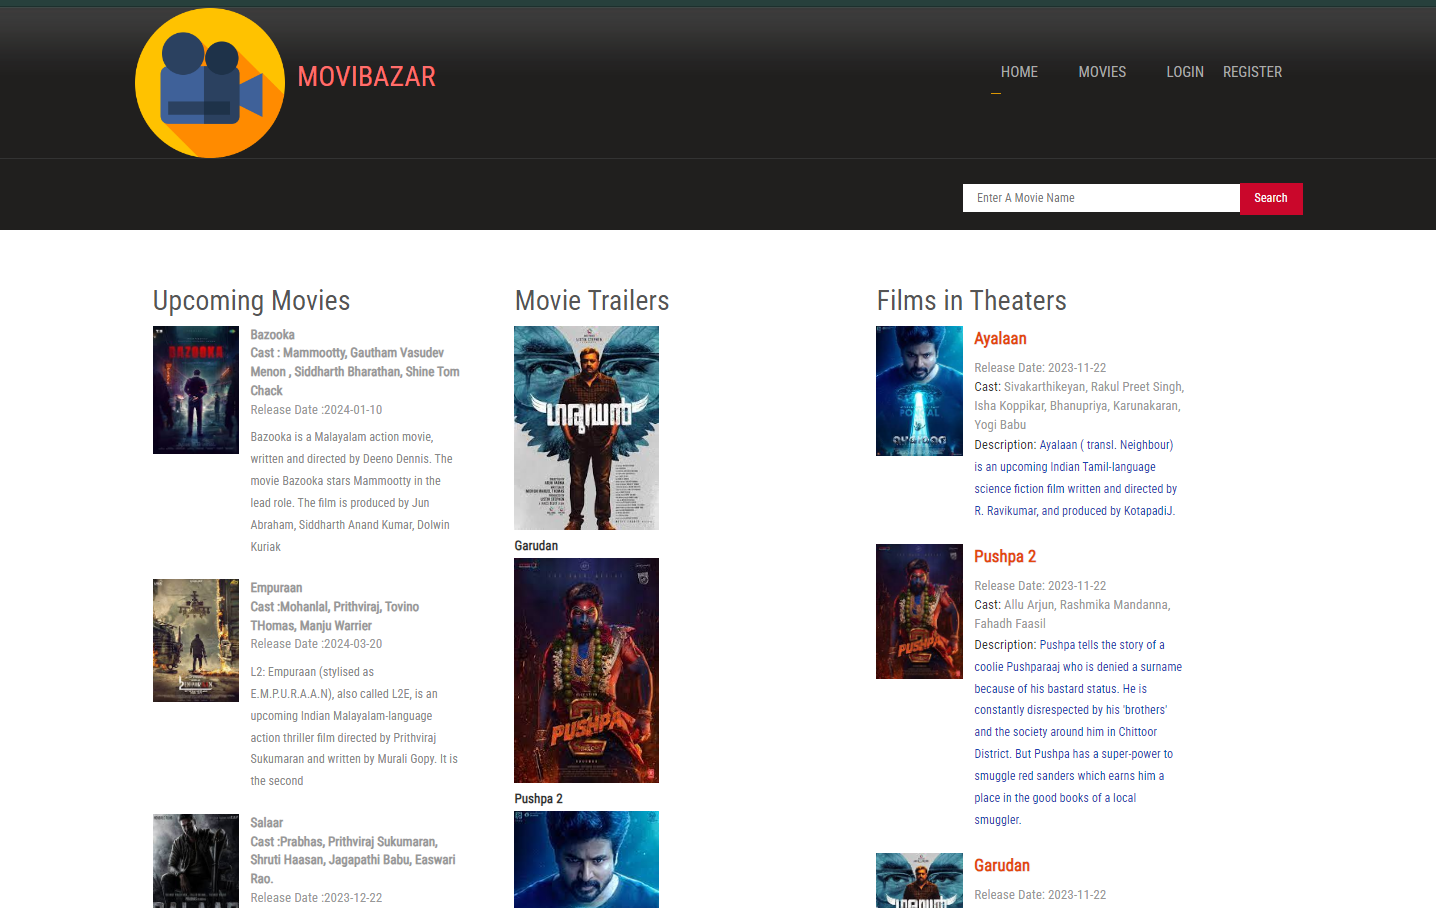 MOVIBAZAR
HOME
MOVIES
LOGIN
REGISTER
Enter A Movie Name
Search
Upcoming Movies
BAZOOKA
Bazooka
Cast : Mammootty, Gautham Vasudev
Menon , Siddharth Bharathan, Shine Tom
Chack
Release Date :2024-01-10
Bazooka is a Malayalam action movie,
written and directed by Deeno Dennis. The
movie Bazooka stars Mammootty in the
lead role. The film is produced by Jun
Abraham, Siddharth Anand Kumar, Dolwin
Kuriak
Empuraan
Cast :Mohanlal, Prithviraj, Tovino
THomas, Manju Warrier
Release Date :2024-03-20
L2: Empuraan (stylised as
E.M.P.U.R.A.A.N), also called L2E, is an
upcoming Indian Malayalam-language
action thriller film directed by Prithviraj
Sukumaran and written by Murali Gopy. It is
the second
Salaar
Cast :Prabhas, Prithviraj Sukumaran,
Shruti Haasan, Jagapathi Babu, Easwari
Rao.
Release Date :2023-12-22
Movie Trailers
ഗരുഡൻ
Garudan
PUSHPA
2
Pushpa 2
Films in Theaters
Ayalaan
Release Date: 2023-11-22
Cast: Sivakarthikeyan, Rakul Preet Singh,
Isha Koppikar, Bhanupriya, Karunakaran,
Yogi Babu
Description: Ayalaan ( transl. Neighbour)
is an upcoming Indian Tamil-language
science fiction film written and directed by
R. Ravikumar, and produced by KotapadiJ.
PUSHPA
2
Pushpa 2
Release Date: 2023-11-22
Cast: Allu Arjun, Rashmika Mandanna,
Fahadh Faasil
Description: Pushpa tells the story of a
coolie Pushparaaj who is denied a surname
because of his bastard status. He is
constantly disrespected by his 'brothers'
and the society around him in Chittoor
District. But Pushpa has a super-power to
smuggle red sanders which earns him a
place in the good books of a local
smuggler.
Garudan
Release Date: 2023-11-22